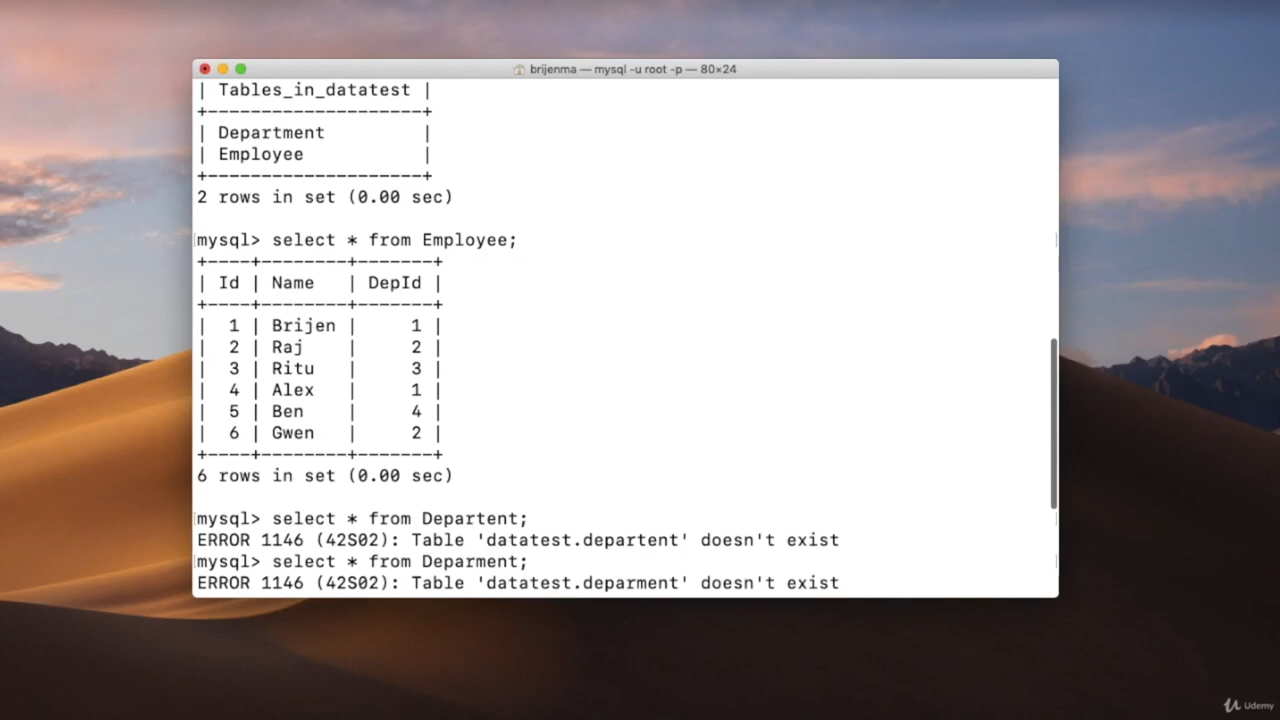 brijenma — mysql -u root -p — 80×24
| Tables_in_datatest |
+--------------------+
| Department         |
| Employee           |
+--------------------+
2 rows in set (0.00 sec)
mysql> select * from Employee;
+----+--------+-------+
| Id | Name   | DepId |
+----+--------+-------+
|  1 | Brijen |     1 |
|  2 | Raj    |     2 |
|  3 | Ritu   |     3 |
|  4 | Alex   |     1 |
|  5 | Ben    |     4 |
|  6 | Gwen   |     2 |
+----+--------+-------+
6 rows in set (0.00 sec)
mysql> select * from Departent;
ERROR 1146 (42S02): Table 'datatest.departent' doesn't exist
mysql> select * from Deparment;
ERROR 1146 (42S02): Table 'datatest.deparment' doesn't exist
Udemy